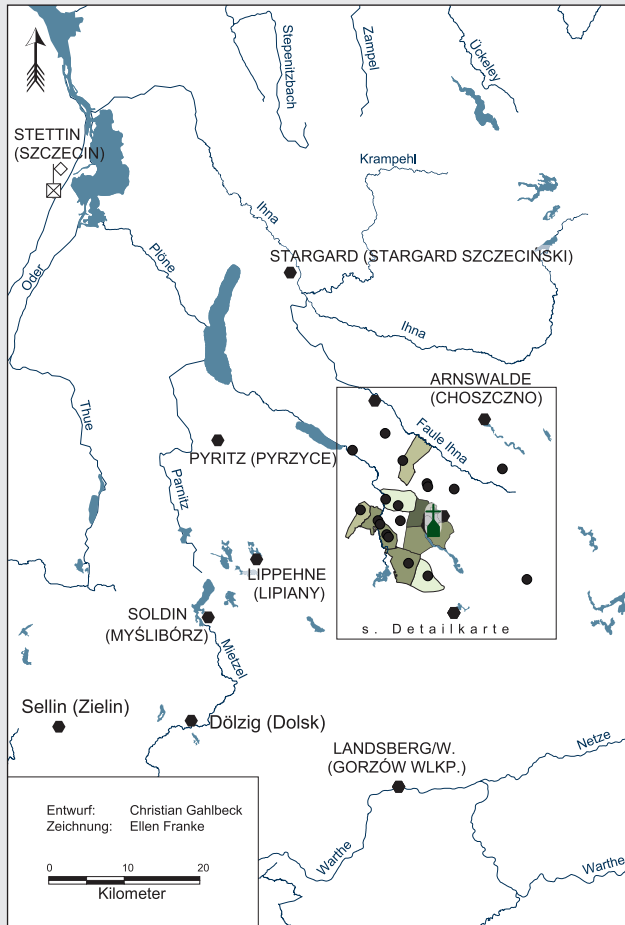 Stepenitzbach
Zampel
Ückeley
STETTIN
(SZCZECIN)
Krampehl
Ihna
Plöne
Oder
STARGARD (STARGARD SZCZECIŃSKI)
Ihna
ARNSWALDE
(CHOSZCZNO)
Thue
Faule Ihna
PYRITZ (PYRZYCE)
Parnitz
LIPPEHNE
(LIPIANY)
SOLDIN
(MYŚLIBÓRZ)
s. Detailkarte
Mietzel
Sellin (Zielin)
Dölzig (Dolsk)
LANDSBERG/W.
(GORZÓW WLKP.)
Netze
Warthe
Warthe
Entwurf: Christian Gahlbeck
Zeichnung: Ellen Franke
0 10 20
Kilometer